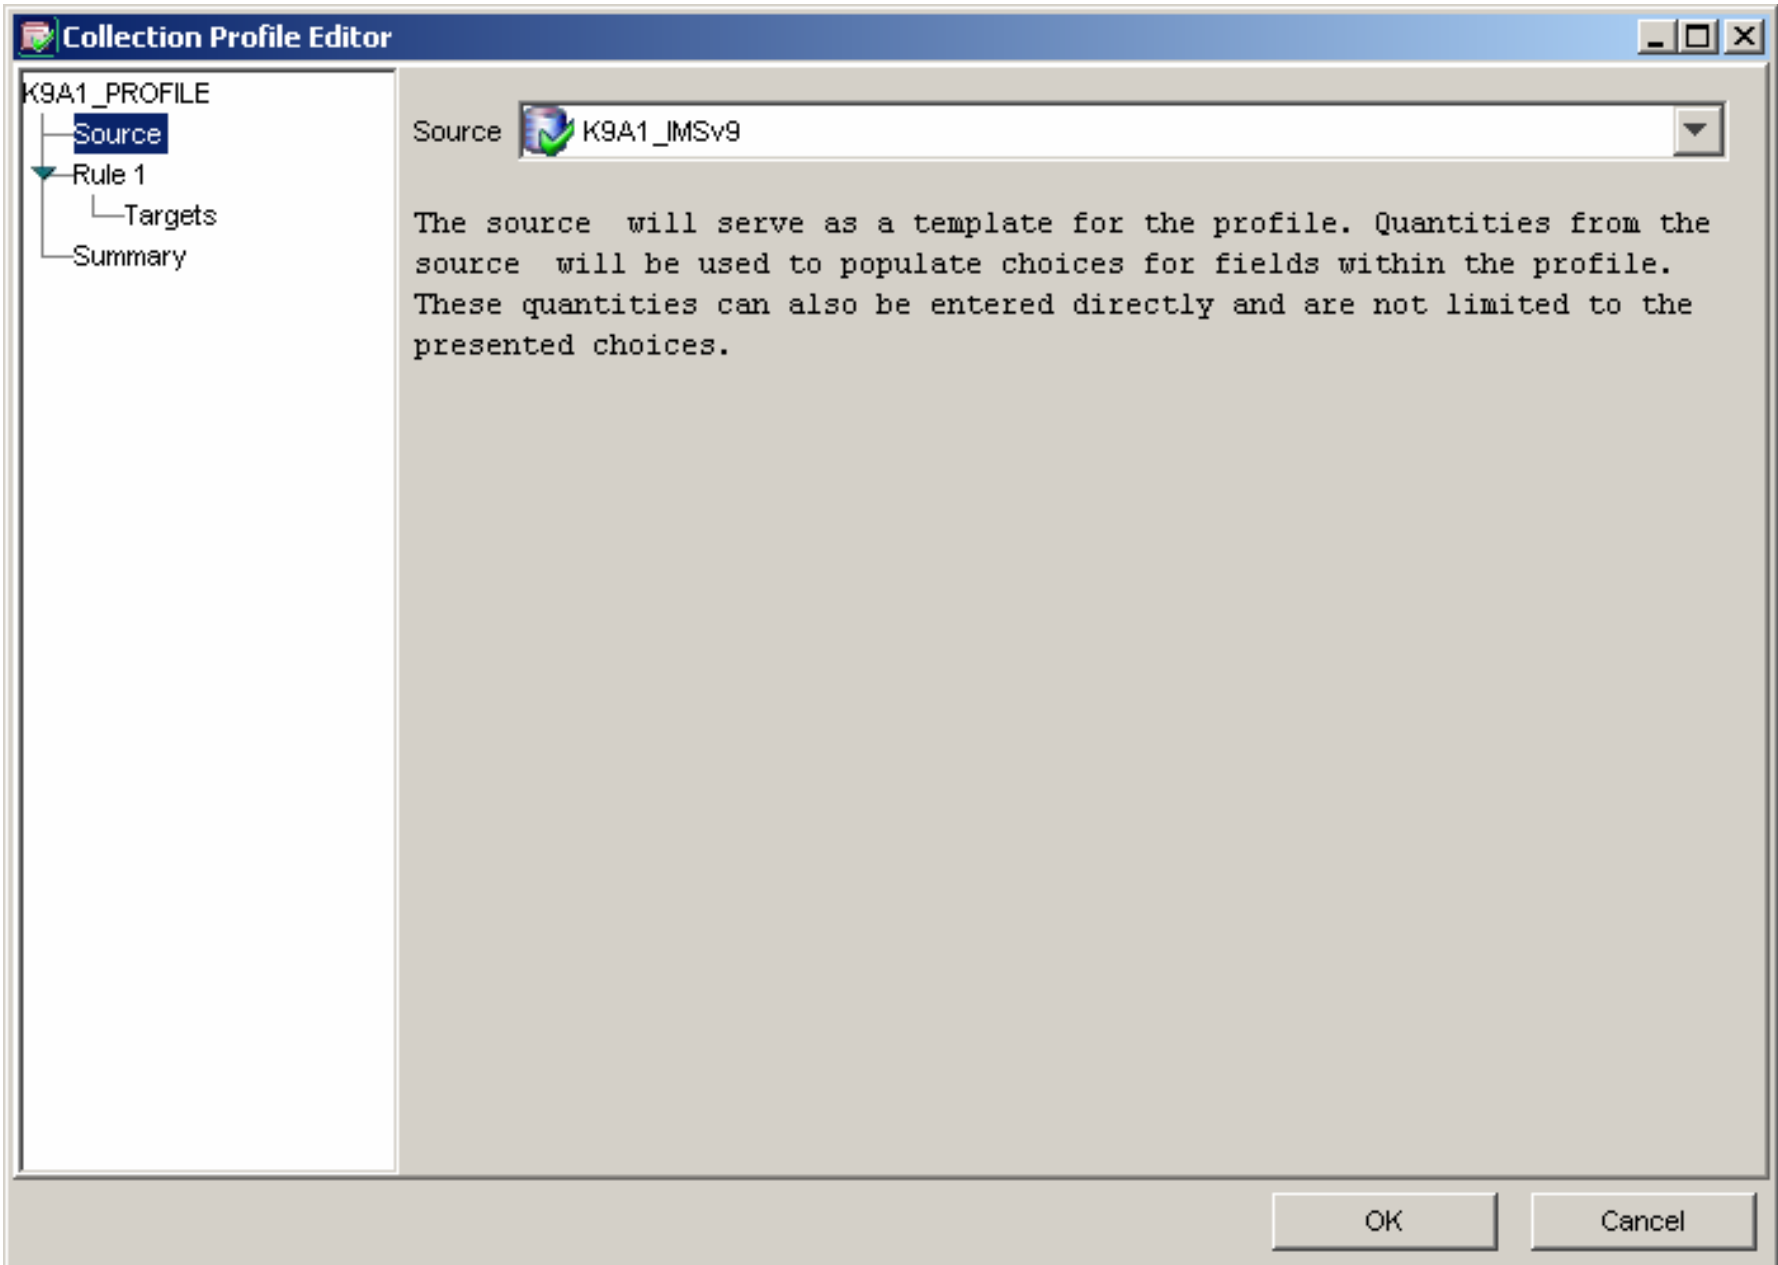 Collection Profile Editor
K9A1_PROFILE
Source
Rule 1
Targets
Summary
Source K9A1_IMSv9
The source  will serve as a template for the profile. Quantities from the
source  will be used to populate choices for fields within the profile.
These quantities can also be entered directly and are not limited to the
presented choices.
OK Cancel